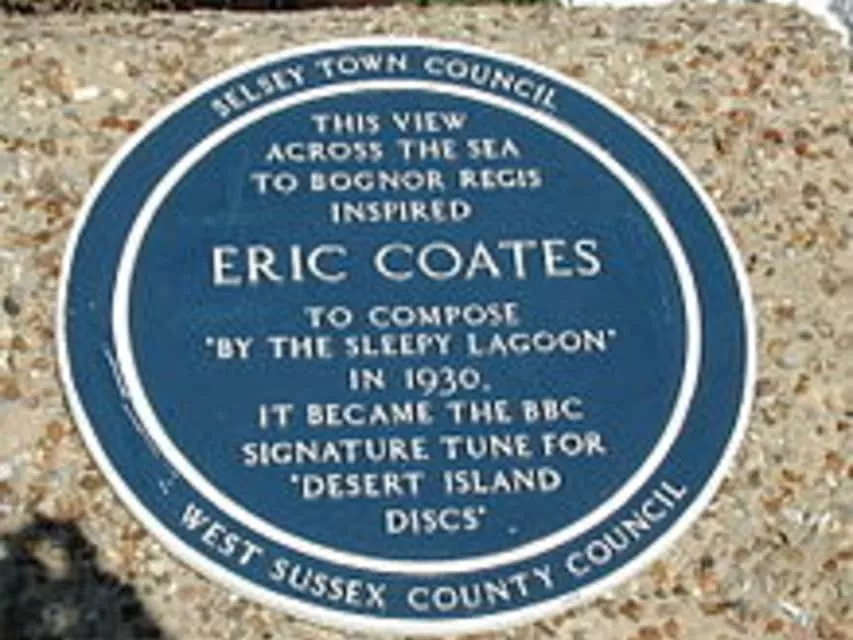 SELSEY TOWN COUNCIL
THIS VIEW
ACROSS THE SEA
TO BOGNOR REGIS
INSPIRED
ERIC COATES
TO COMPOSE
"BY THE SLEEPY LAGOON"
IN 1930.
IT BECAME THE BBC
SIGNATURE TUNE FOR
"DESERT ISLAND
DISCS"
WEST SUSSEX COUNTY COUNCIL